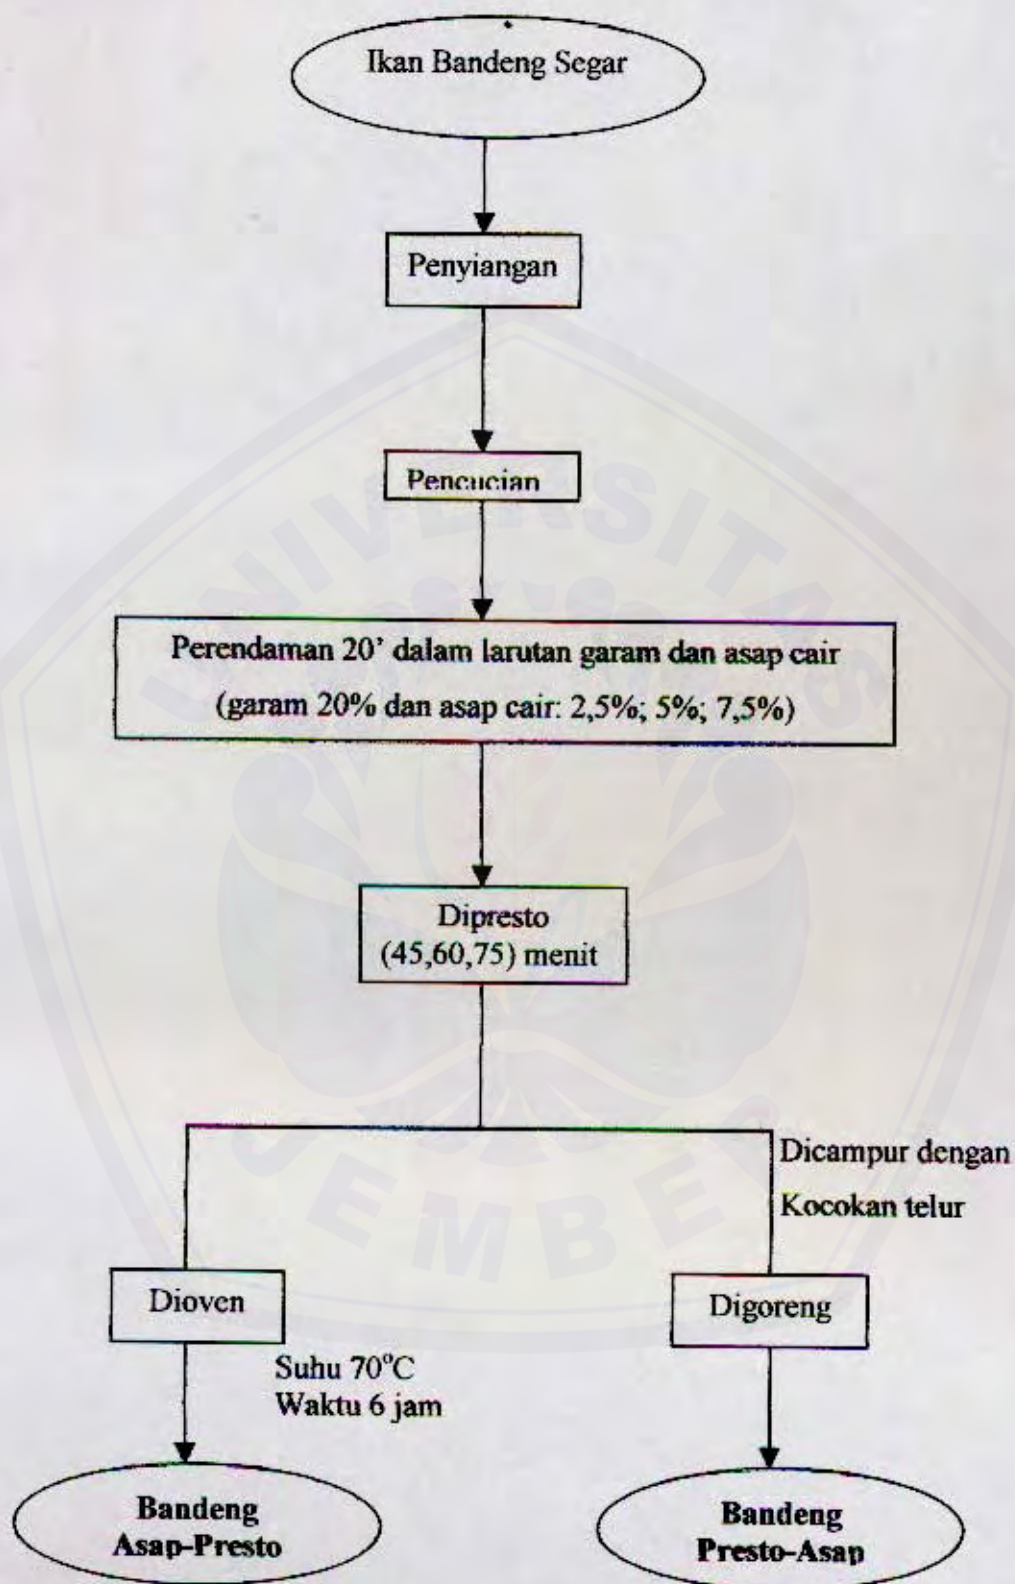 Ikan Bandeng Segar
Penyiangan
Pencucian
Perendaman 20’ dalam larutan garam dan asap cair
(garam 20% dan asap cair: 2,5%; 5%; 7,5%)
Dipresto
(45,60,75) menit
Dicampur dengan
Kocokan telur
Dioven
Digoreng
Suhu 70°C
Waktu 6 jam
Bandeng
Asap-Presto
Bandeng
Presto-Asap
UNIVERSITAS
JEMBER